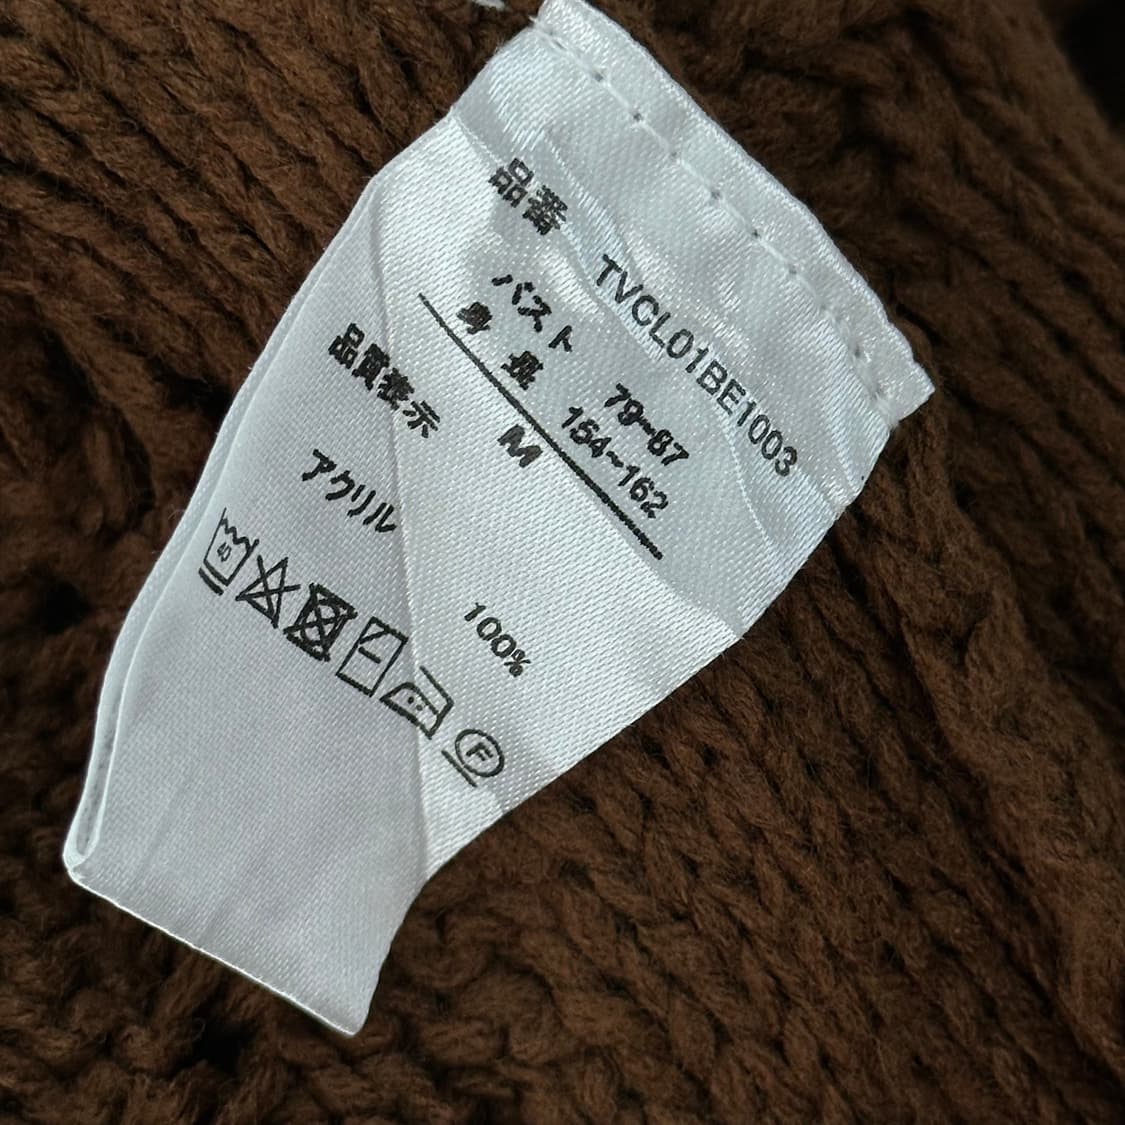 品番 TVCL01BE1003
バスト 79~87
身長 154~162
M
品質表示
アクリル 100%
40
F